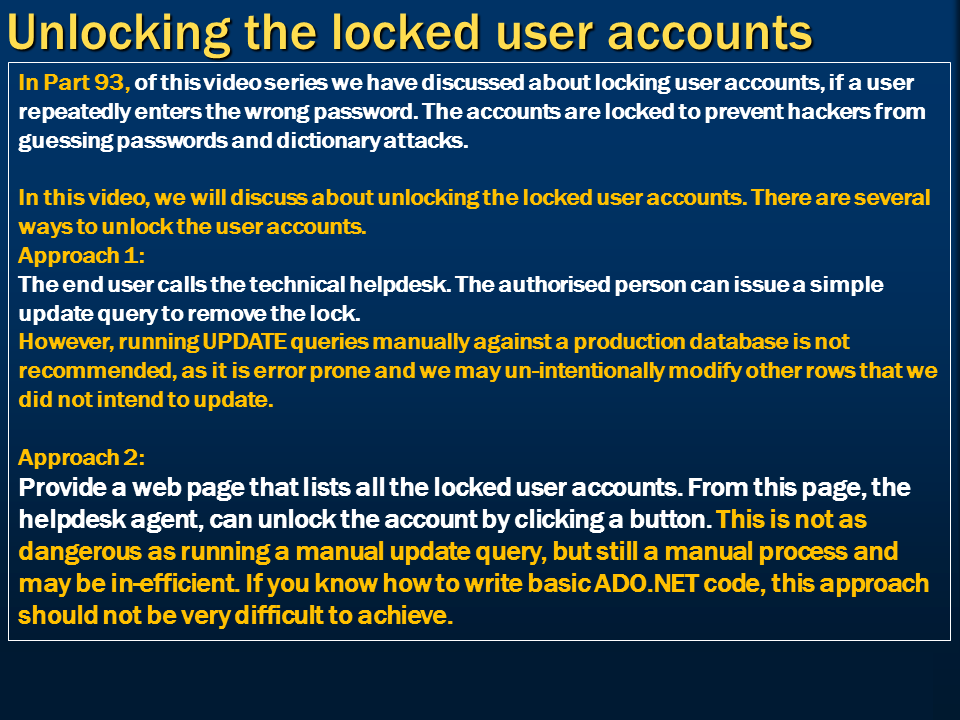 Unlocking the locked user accounts
In Part 93, of this video series we have discussed about locking user accounts, if a user
repeatedly enters the wrong password. The accounts are locked to prevent hackers from
guessing passwords and dictionary attacks.
In this video, we will discuss about unlocking the locked user accounts. There are several
ways to unlock the user accounts.
Approach 1:
The end user calls the technical helpdesk. The authorised person can issue a simple
update query to remove the lock.
However, running UPDATE queries manually against a production database is not
recommended, as it is error prone and we may un-intentionally modify other rows that we
did not intend to update.
Approach 2:
Provide a web page that lists all the locked user accounts. From this page, the
helpdesk agent, can unlock the account by clicking a button. This is not as
dangerous as running a manual update query, but still a manual process and
may be in-efficient. If you know how to write basic ADO.NET code, this approach
should not be very difficult to achieve.